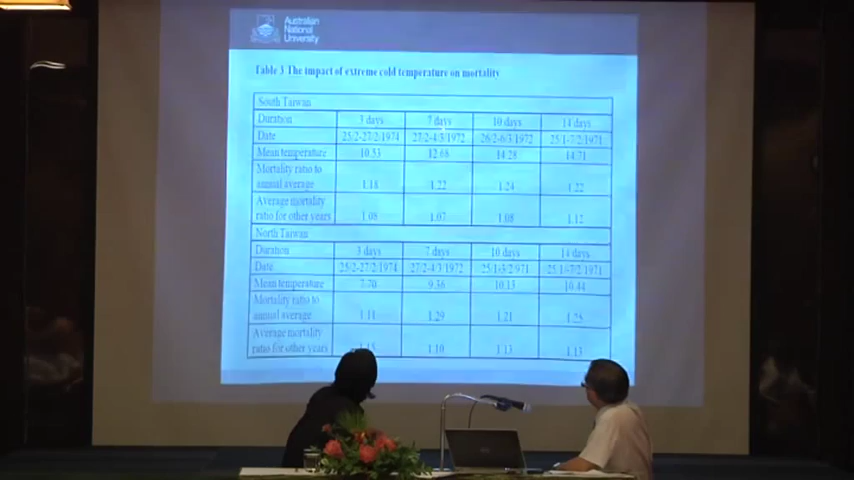 Australian
National
University
Table 3 The impact of extreme cold temperature on mortality
South Taiwan
Duration 3 days 7 days 10 days 14 days
Date 25/2-27/2/1974 27/2-4/3/1972 26/2-6/3/1972 25/1-7/2/1971
Mean temperature 10.53 12.68 14.28 14.71
Mortality ratio to
annual average 1.18 1.22 1.24 1.22
Average mortality
ratio for other years 1.08 1.07 1.08 1.12
North Taiwan
Duration 3 days 7 days 10 days 14 days
Date 25/2-27/2/1974 27/2-4/3/1972 25/1-3/2/971 25/1-7/2/1971
Mean temperature 7.70 9.36 10.13 10.44
Mortality ratio to
annual average 1.29 1.21 1.25
Average mortality
ratio for other years 1.15 1.10 1.13 1.13